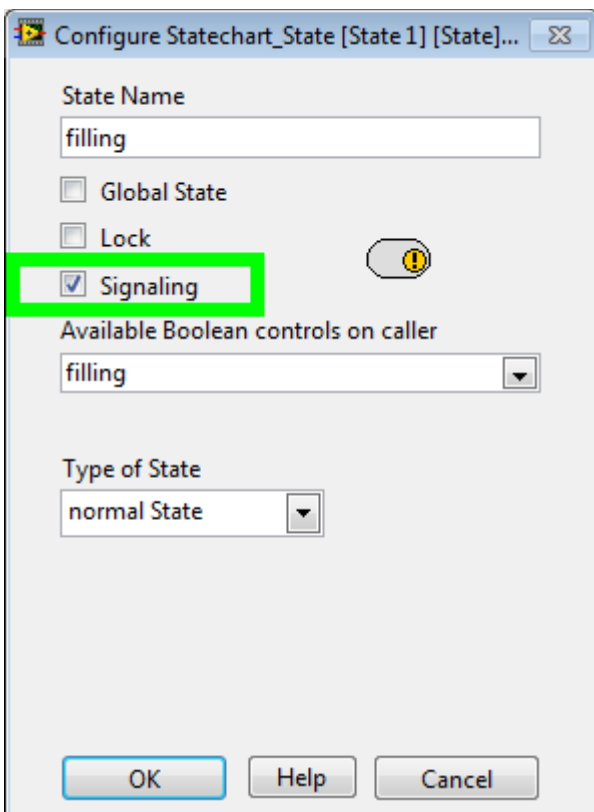 Configure Statechart_State [State 1] [State]...
State Name
filling
Global State
Lock
Signaling
Available Boolean controls on caller
filling
Type of State
normal State
OK Help Cancel